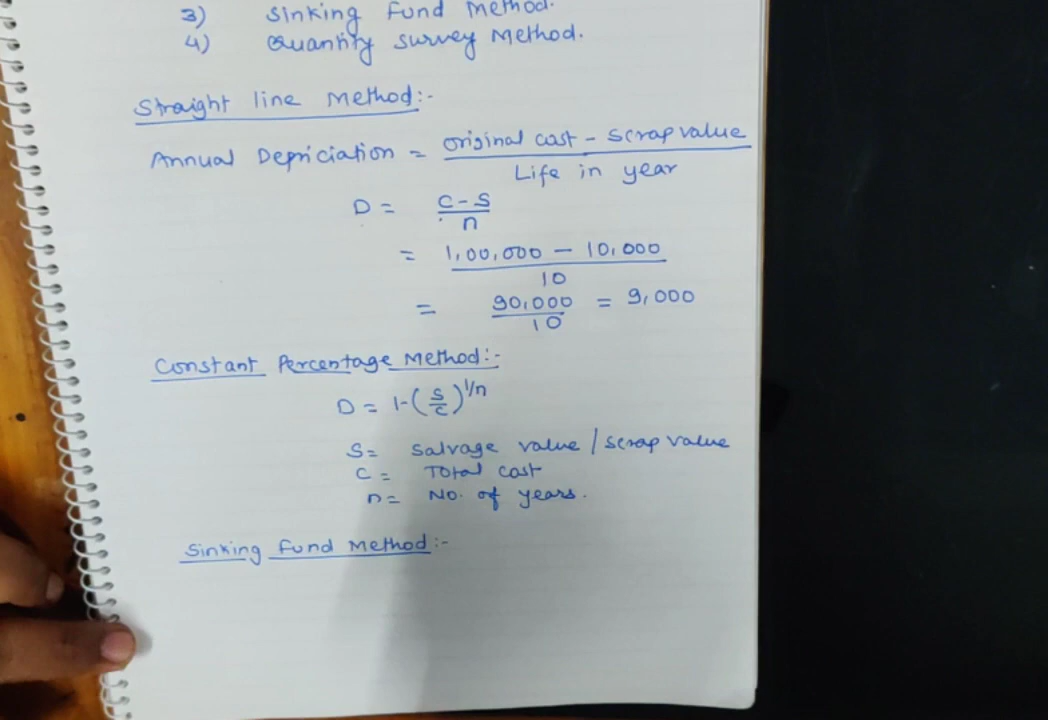 3) Sinking Fund Method.
4) Quantity survey Method.
Straight line Method:-
Annual Depriciation = original cost - scrap value
Life in year
D = C-S
n
= 1,00,000 - 10,000
10
= 90,000 = 9,000
10
Constant Percentage Method:-
D = 1-(S/C)^1/n
S= Salvage value / scrap value
C = Total cost
n= No. of years.
Sinking Fund Method:-